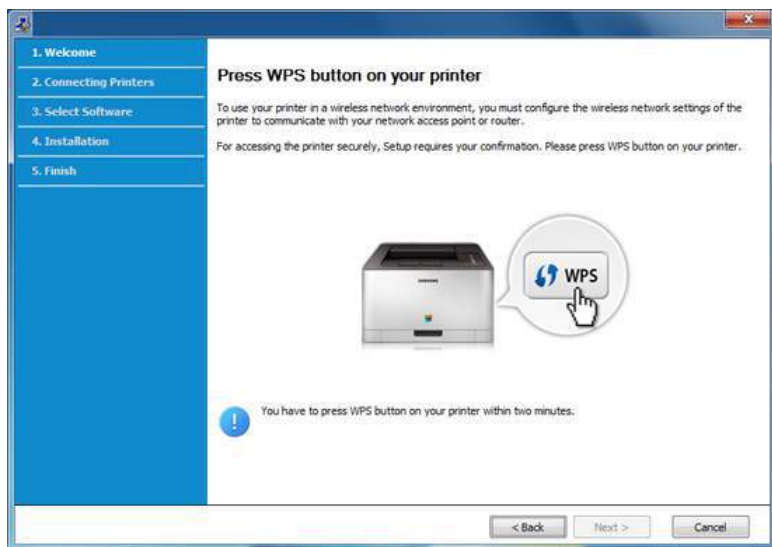 1. Welcome
2. Connecting Printers
3. Select Software
4. Installation
5. Finish
Press WPS button on your printer
To use your printer in a wireless network environment, you must configure the wireless network settings of the
printer to communicate with your network access point or router.
For accessing the printer securely, Setup requires your confirmation. Please press WPS button on your printer.
SAMSUNG
WPS
You have to press WPS button on your printer within two minutes.
< Back
Next >
Cancel